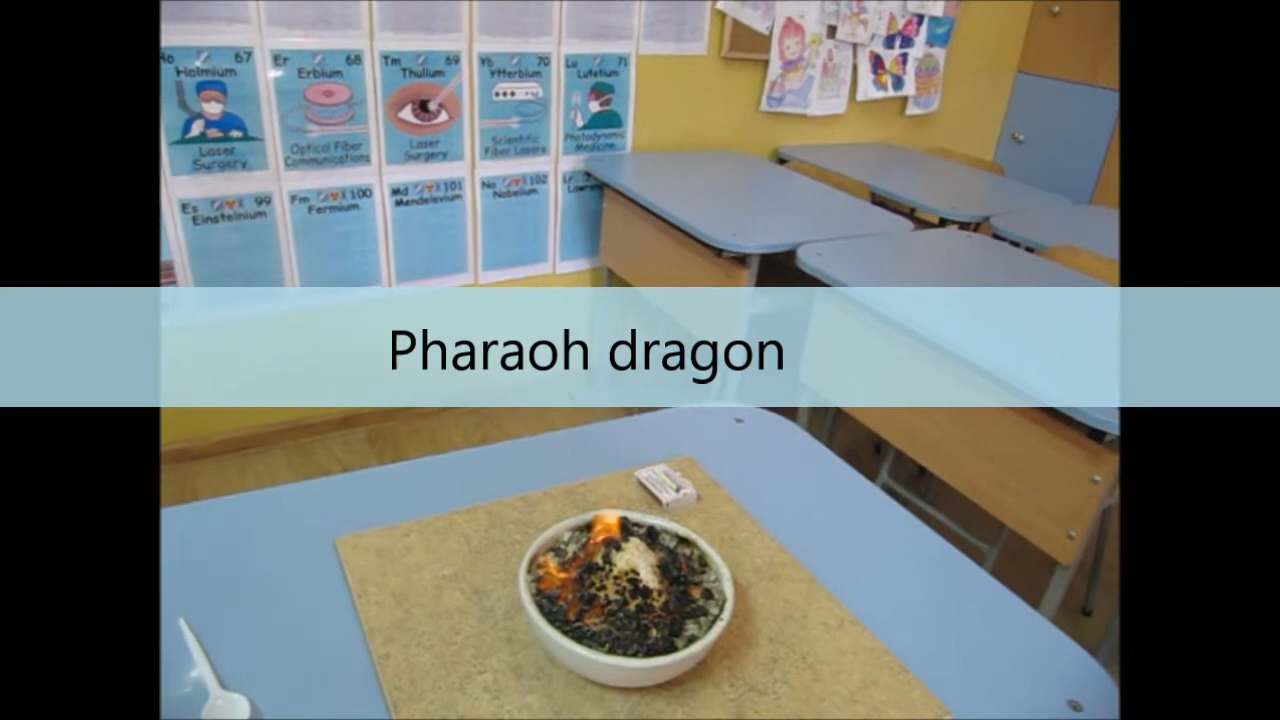 Ho 67
Holmium
Laser
Surgery
Er 68
Erbium
Optical Fiber
Communications
Tm 69
Thulium
Laser
Surgery
Yb 70
Ytterbium
Scientific
Fiber Lasers
Lu 71
Lutetium
Photodynamic
Medicine
Es 99
Einsteinium
Fm 100
Fermium
Md 101
Mendelevium
No 102
Nobelium
Lr
Pharaoh dragon